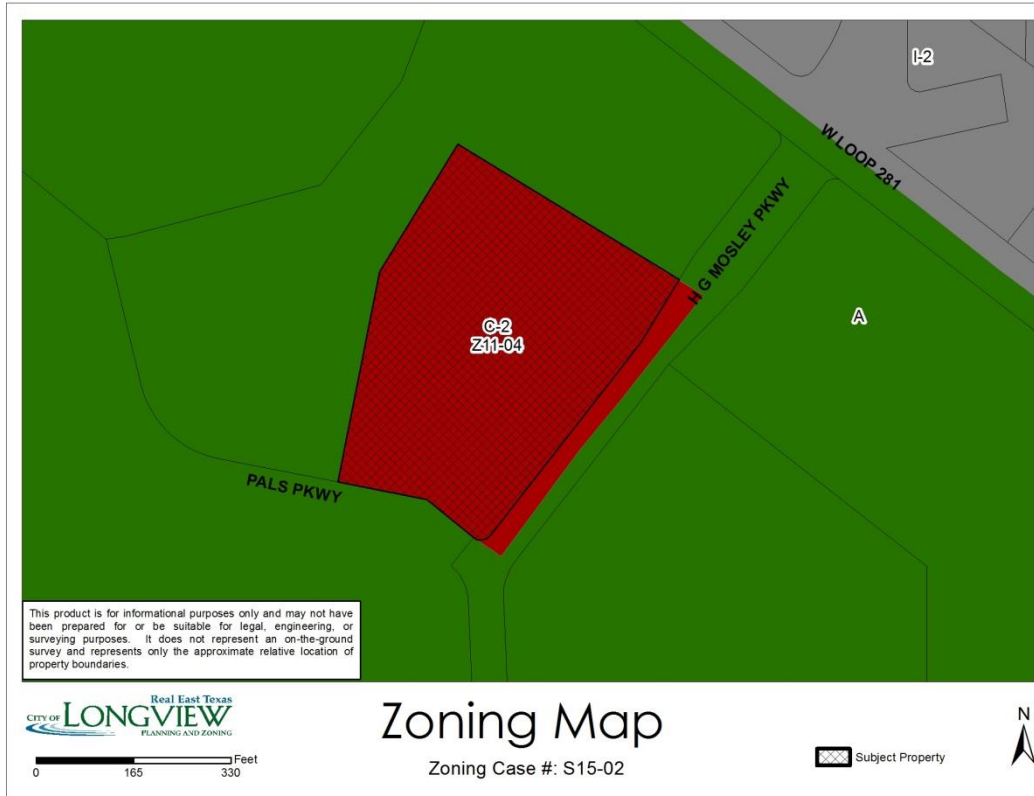 I-2
W LOOP 281
H G MOSLEY PKWY
A
C-2
Z11-04
PALS PKWY
This product is for informational purposes only and may not have
been prepared for or be suitable for legal, engineering, or
surveying purposes. It does not represent an on-the-ground
survey and represents only the approximate relative location of
property boundaries.
Real East Texas
CITY OF LONGVIEW
PLANNING AND ZONING
Feet
0 165 330
Zoning Map
Zoning Case #: S15-02
Subject Property
N